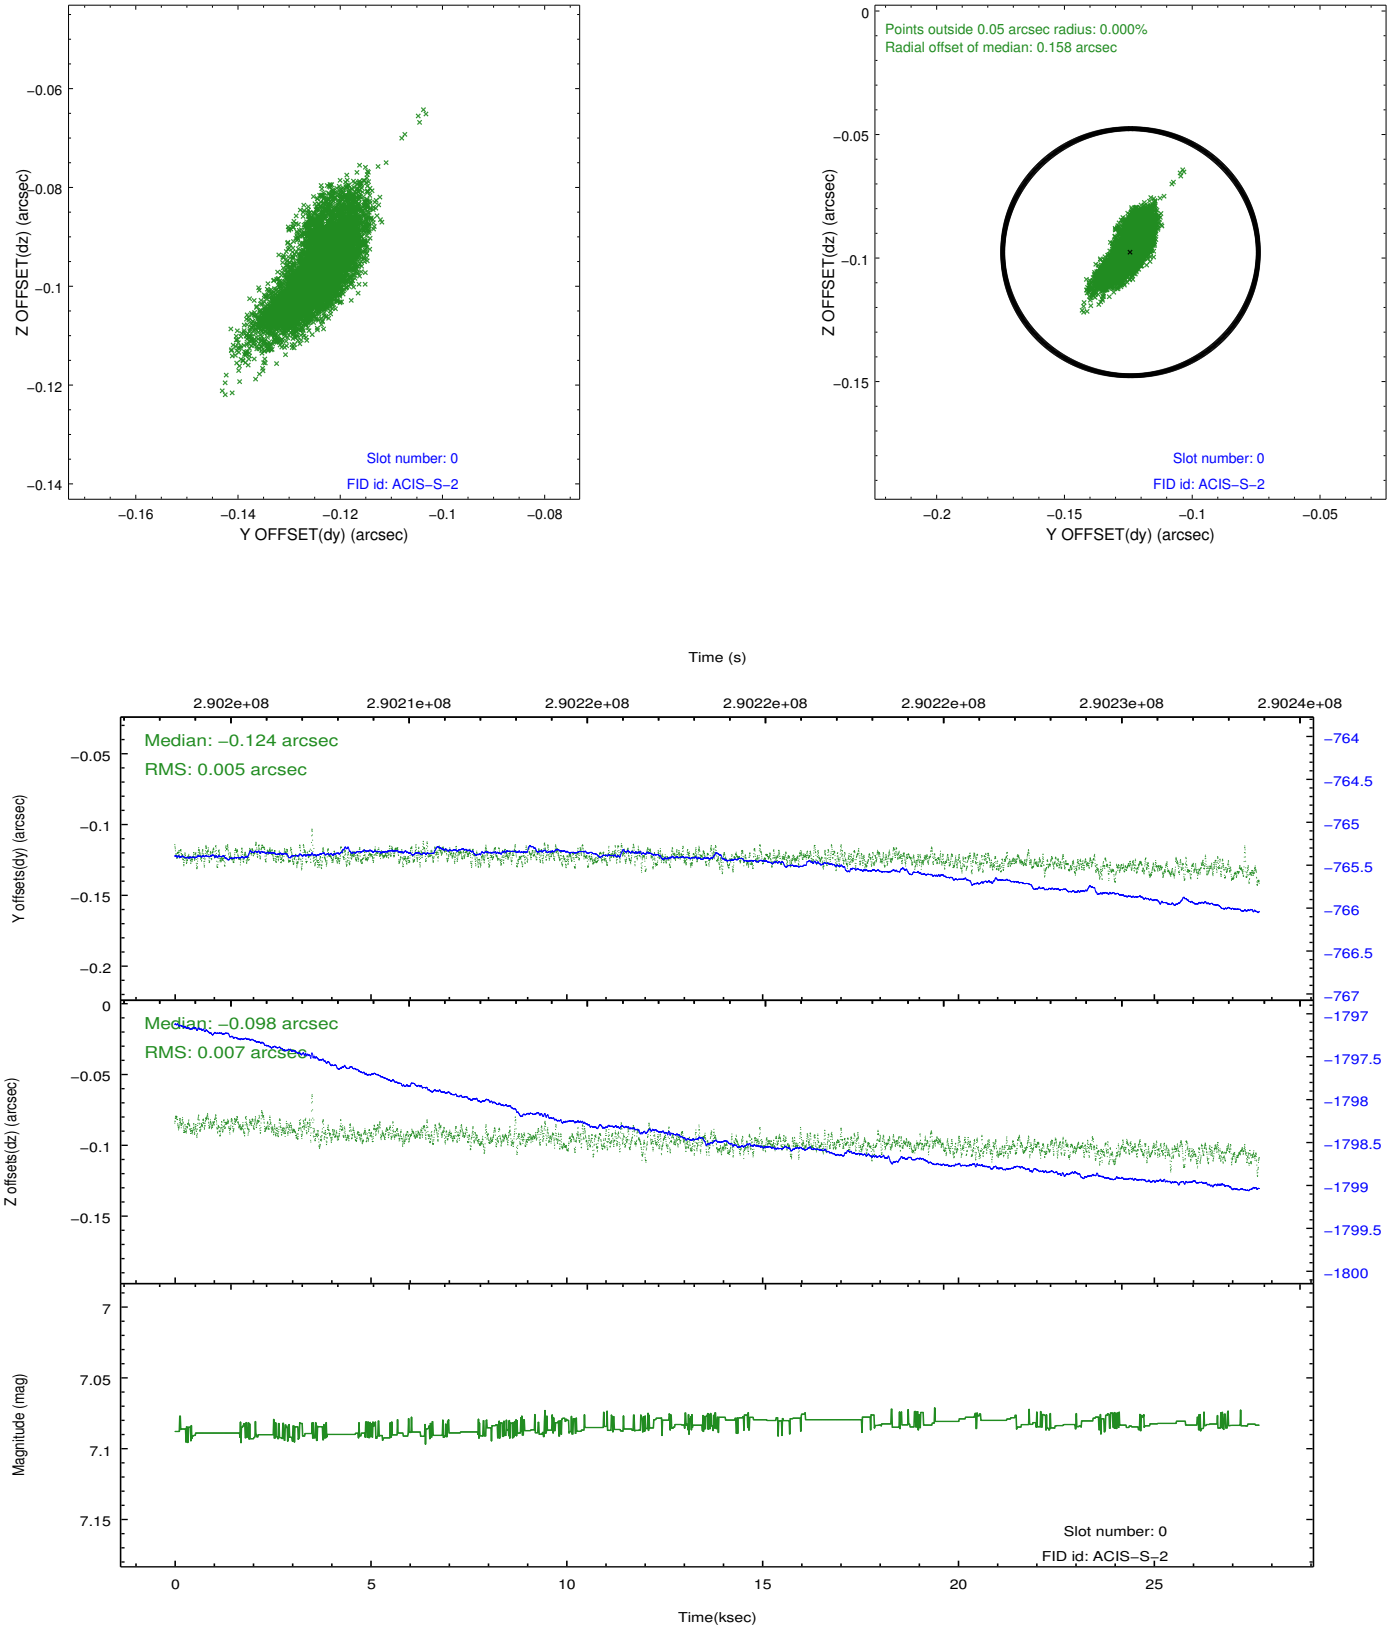 −0.06
−0.08
−0.1
−0.12
−0.14
Z OFFSET(dz) (arcsec)
Slot number: 0
FID id: ACIS−S−2
−0.16
−0.14
−0.12
−0.1
−0.08
Y OFFSET(dy) (arcsec)
Points outside 0.05 arcsec radius: 0.000%
Radial offset of median: 0.158 arcsec
0
−0.05
−0.1
−0.15
Z OFFSET(dz) (arcsec)
Slot number: 0
FID id: ACIS−S−2
−0.2
−0.15
−0.1
−0.05
Y OFFSET(dy) (arcsec)
Time (s)
2.902e+08
2.9021e+08
2.9022e+08
2.9022e+08
2.9022e+08
2.9023e+08
2.9024e+08
Median: −0.124 arcsec
RMS: 0.005 arcsec
−0.05
−0.1
−0.15
−0.2
Y offsets(dy) (arcsec)
−764
−764.5
−765
−765.5
−766
−766.5
−767
Median: −0.098 arcsec
RMS: 0.007 arcsec
0
−0.05
−0.1
−0.15
Z offsets(dz) (arcsec)
−1797
−1797.5
−1798
−1798.5
−1799
−1799.5
−1800
7
7.05
7.1
7.15
Magnitude (mag)
Slot number: 0
FID id: ACIS−S−2
0
5
10
15
20
25
Time(ksec)